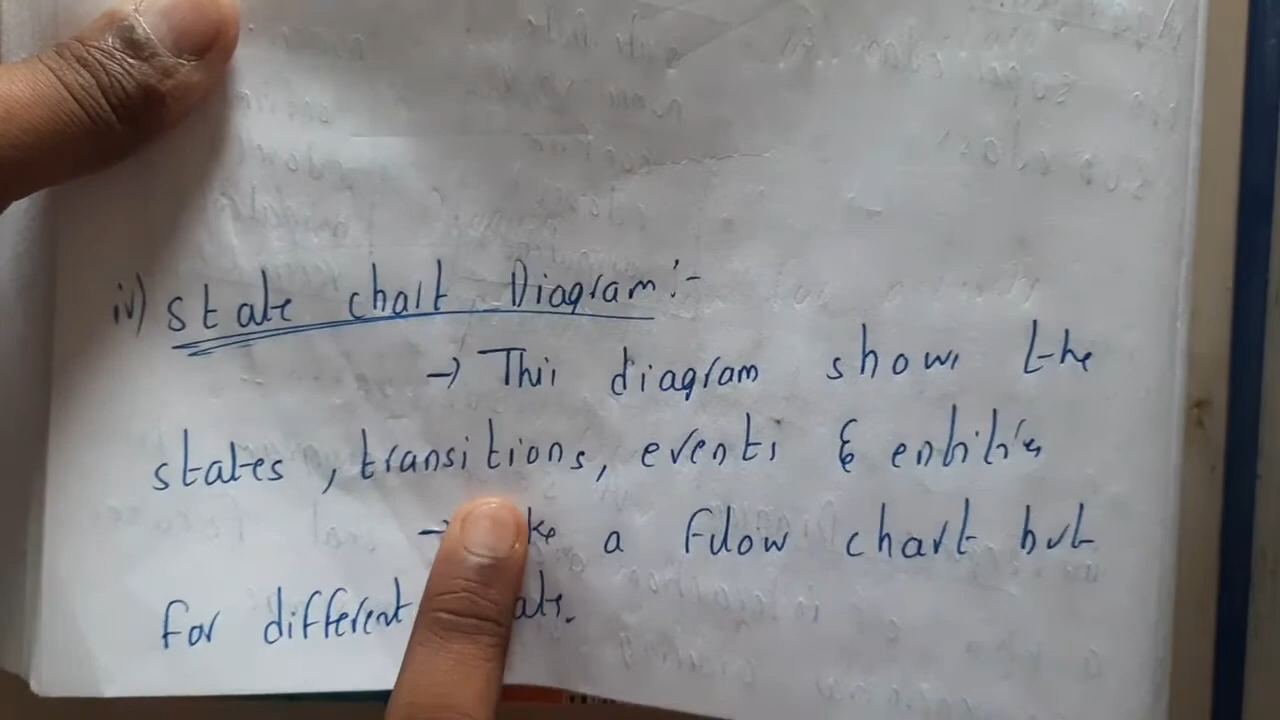 iv) state chart Diagram :-
→ This diagram shows the
states, transitions, events & entities
→ a flow chart but
for different